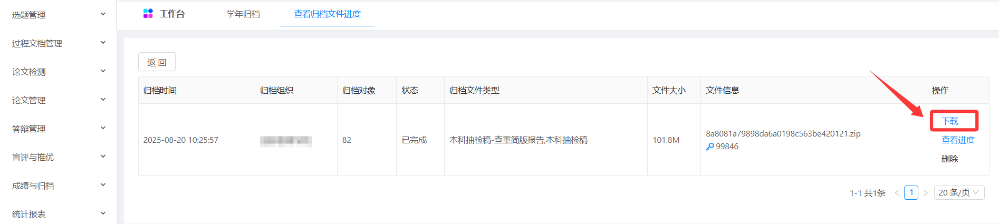 选题管理
过程文档管理
论文检测
论文管理
答辩管理
盲评与推优
成绩与归档
统计报表
工作台 学年归档 查看归档文件进度
返 回
归档时间 归档组织 归档对象 状态 归档文件类型 文件大小 文件信息 操作
2025-08-20 10:25:57 82 已完成 本科抽检稿-查重简版报告,本科抽检稿 101.8M
8a8081a79898da6a0198c563be420121.zip
99846
下载
查看进度
删除
1-1 共1条 < 1 > 20 条/页